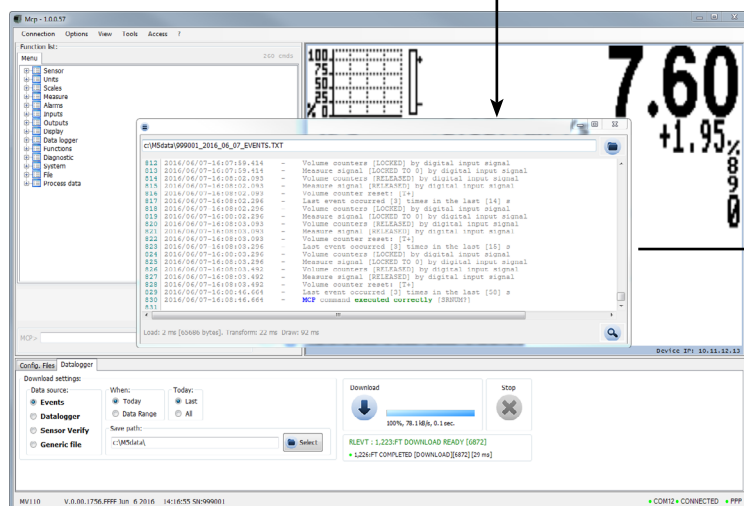 Mcp - 1.0.0.57
Connection Options View Tools Access ?
Function list:
Menu
260 cmds
Sensor
Units
Scales
Measure
Alarms
Inputs
Outputs
Display
Data logger
Functions
Diagnostic
System
File
Process data
MCP>
100
75
50
25
% 0
7.60
+1.95%
8
9
0
c:\M5data\999001_2016_06_07_EVENTS.TXT
812 2016/06/07-16:07:59.414 - Volume counters [LOCKED] by digital input signal
813 2016/06/07-16:07:59.414 - Measure signal [LOCKED TO 0] by digital input signal
814 2016/06/07-16:08:02.093 - Volume counters [RELEASED] by digital input signal
815 2016/06/07-16:08:02.093 - Measure signal [RELEASED] by digital input signal
816 2016/06/07-16:08:02.093 - Volume counter reset: [T+]
817 2016/06/07-16:08:02.296 - Last event occurred [3] times in the last [14] s
818 2016/06/07-16:08:02.296 - Volume counters [LOCKED] by digital input signal
819 2016/06/07-16:08:02.296 - Measure signal [LOCKED TO 0] by digital input signal
820 2016/06/07-16:08:03.093 - Volume counters [RELEASED] by digital input signal
821 2016/06/07-16:08:03.093 - Measure signal [RELEASED] by digital input signal
822 2016/06/07-16:08:03.093 - Volume counter reset: [T+]
823 2016/06/07-16:08:03.296 - Last event occurred [3] times in the last [15] s
824 2016/06/07-16:08:03.296 - Volume counters [LOCKED] by digital input signal
825 2016/06/07-16:08:03.296 - Measure signal [LOCKED TO 0] by digital input signal
826 2016/06/07-16:08:03.492 - Volume counters [RELEASED] by digital input signal
827 2016/06/07-16:08:03.492 - Measure signal [RELEASED] by digital input signal
828 2016/06/07-16:08:03.492 - Volume counter reset: [T+]
829 2016/06/07-16:08:46.664 - Last event occurred [3] times in the last [20] s
830 2016/06/07-16:08:46.664 - MCP command executed correctly [SRNUM?]
831
Load: 2 ms [65686 bytes]. Transform: 22 ms Draw: 92 ms
Device IP: 10.11.12.13
Config. Files Datalogger
Download settings:
Data source:
Events
Datalogger
Sensor Verify
Generic file
When:
Today
Data Range
Today:
Last
All
Save path:
c:\M5data\
Select
Download
100%, 78.1 kB/s, 0.1 sec.
Stop
RLEVT : 1,223:FT DOWNLOAD READY [6872]
1,226:FT COMPLETED [DOWNLOAD][6872] [29 ms]
MV110 V.0.00.1756.FFFF Jun 6 2016 14:16:55 SN:999001
COM12 CONNECTED PPP